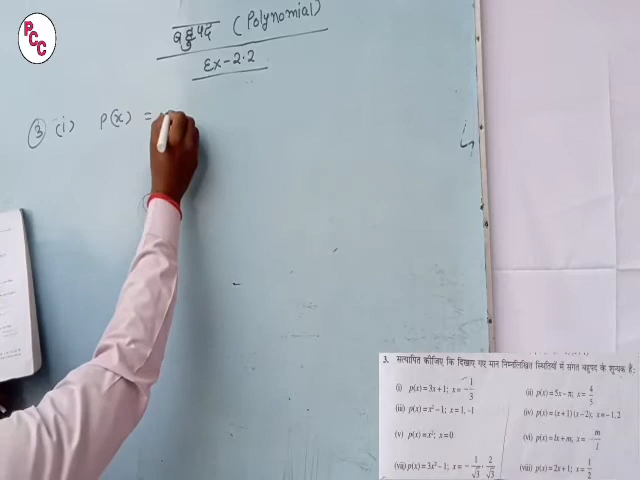 PCC
बहुपद (Polynomial)
Ex-2.2
③ (i) p(x) =
3. सत्यापित कीजिए कि दिखाए गए मान निम्नलिखित स्थितियों में संगत बहुपद के शून्यक हैं:
(i) p(x) = 3x + 1; x = -1/3
(ii) p(x) = 5x – π; x = 4/5
(iii) p(x) = x² – 1; x = 1, -1
(iv) p(x) = (x + 1) (x – 2); x = – 1, 2
(v) p(x) = x²; x = 0
(vi) p(x) = lx + m; x = -m/l
(vii) p(x) = 3x² – 1; x = -1/√3, 2/√3
(viii) p(x) = 2x + 1; x = 1/2